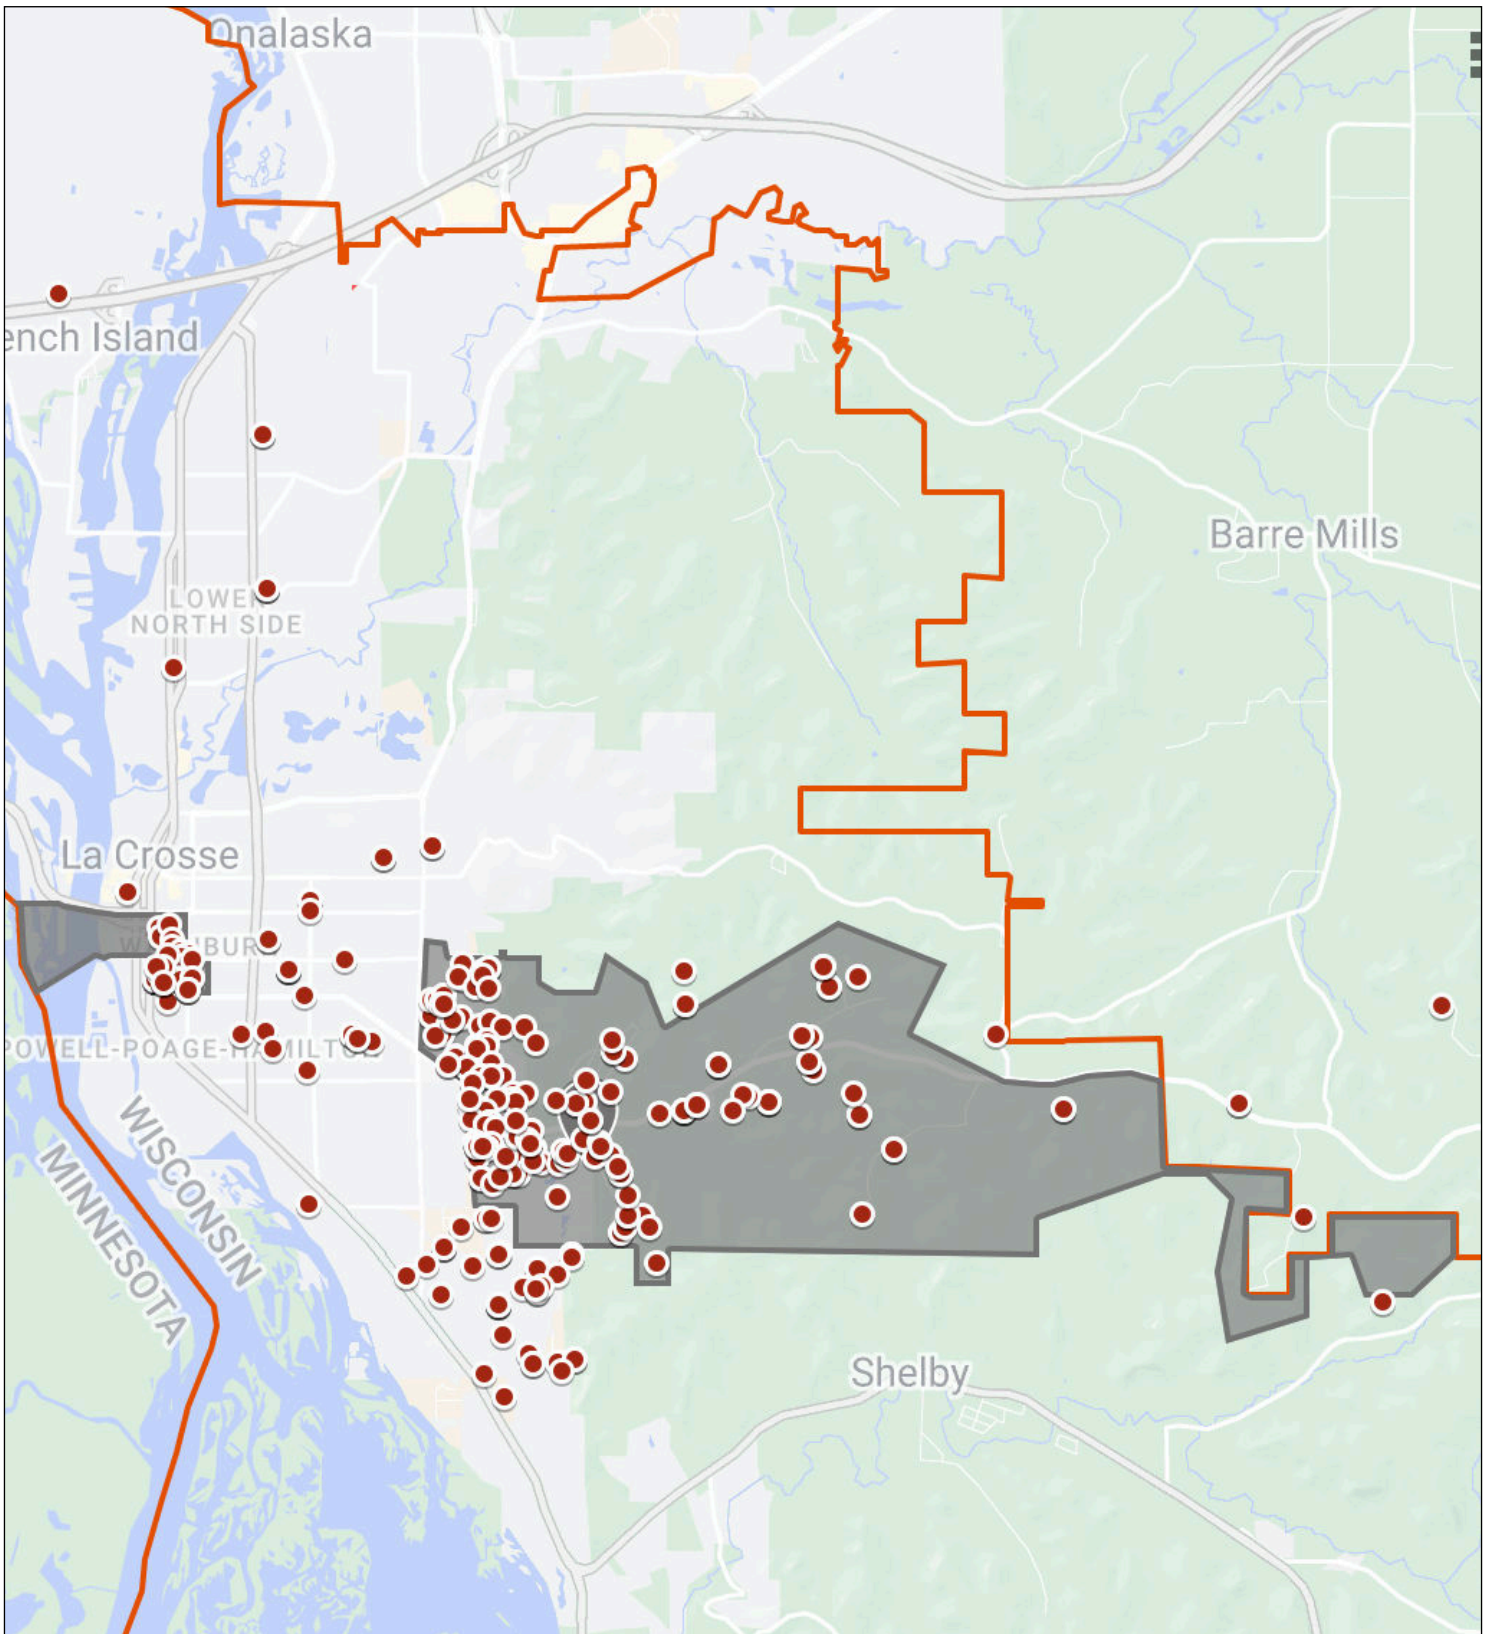 Onalaska
ench Island
Barre Mills
LOWER
NORTH SIDE
La Crosse
POWELL-POAGE-HAMILTON
WISCONSIN
MINNESOTA
Shelby